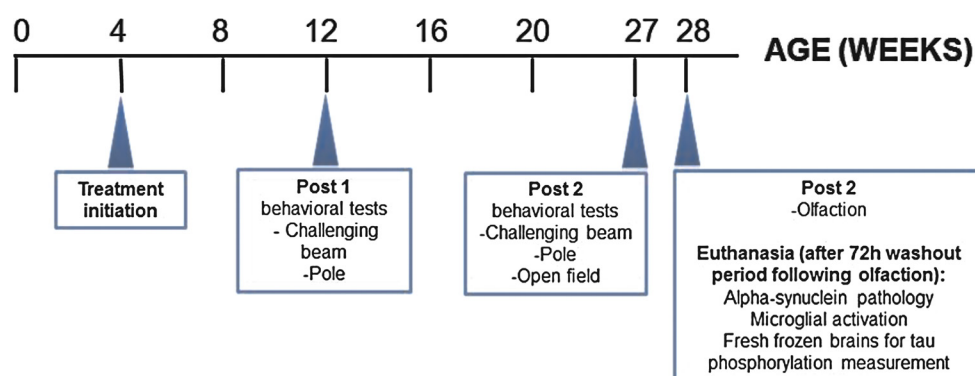 0 4 8 12 16 20 27 28 AGE (WEEKS)
Treatment
initiation
Post 1
behavioral tests
- Challenging
beam
-Pole
Post 2
behavioral tests
-Challenging beam
-Pole
-Open field
Post 2
-Olfaction
Euthanasia (after 72h washout
period following olfaction):
Alpha-synuclein pathology
Microglial activation
Fresh frozen brains for tau
phosphorylation measurement